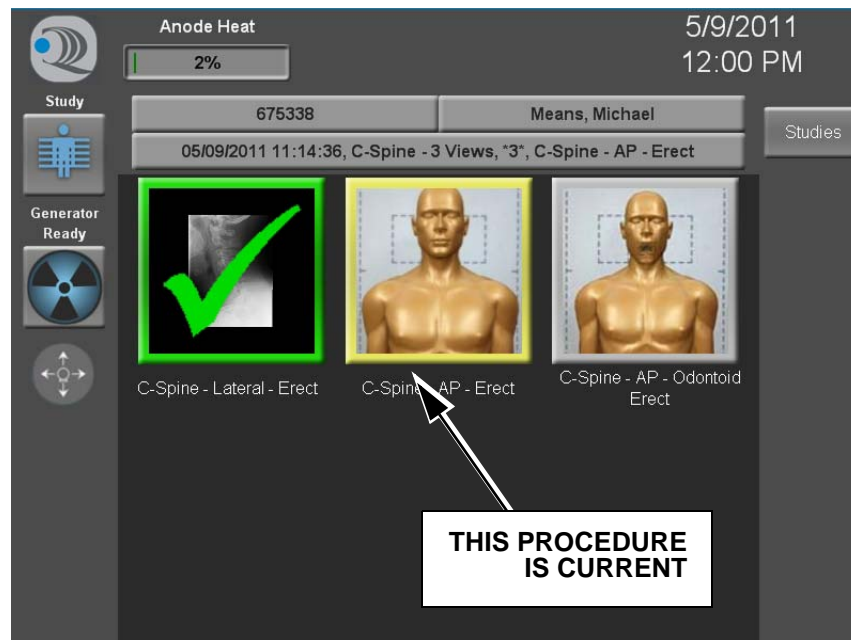 Anode Heat
2%
5/9/2011
12:00 PM
Study
675338
Means, Michael
Studies
05/09/2011 11:14:36, C-Spine - 3 Views, *3*, C-Spine - AP - Erect
Generator
Ready
C-Spine - Lateral - Erect
C-Spine - AP - Erect
C-Spine - AP - Odontoid
Erect
THIS PROCEDURE
IS CURRENT